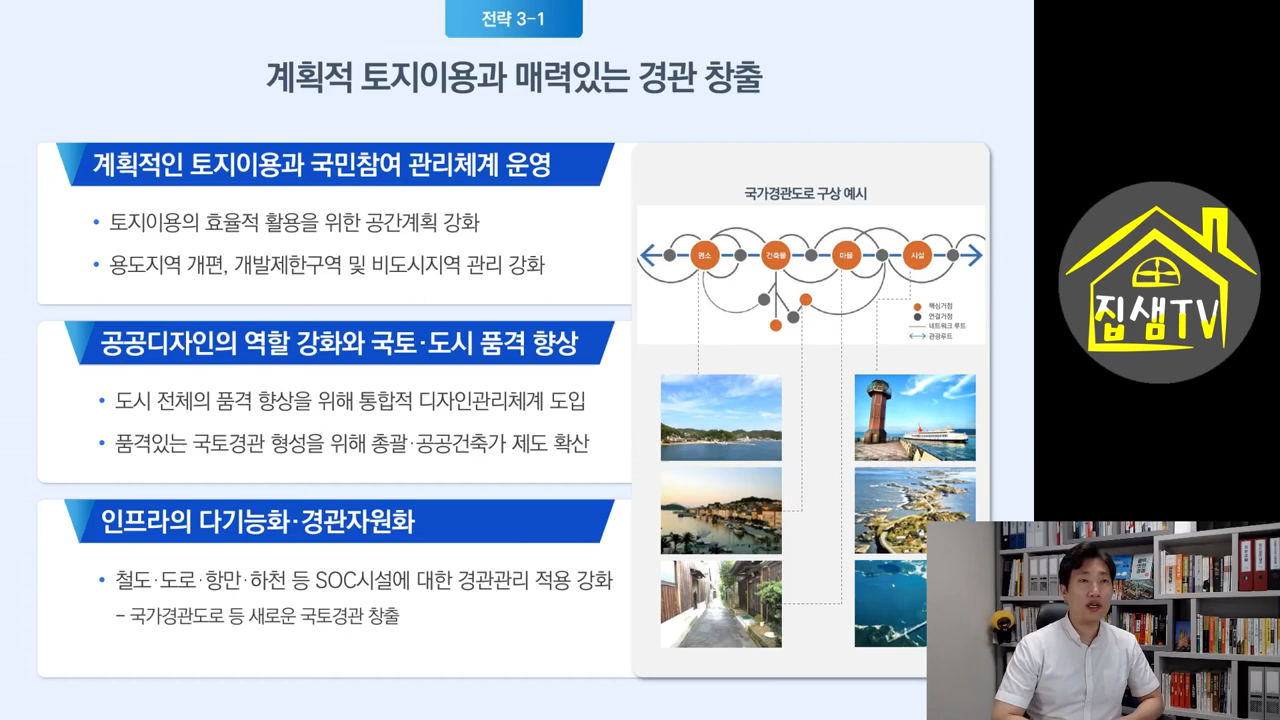 전략 3-1
계획적 토지이용과 매력있는 경관 창출
계획적인 토지이용과 국민참여 관리체계 운영
• 토지이용의 효율적 활용을 위한 공간계획 강화
• 용도지역 개편, 개발제한구역 및 비도시지역 관리 강화
공공디자인의 역할 강화와 국토·도시 품격 향상
• 도시 전체의 품격 향상을 위해 통합적 디자인관리체계 도입
• 품격있는 국토경관 형성을 위해 총괄·공공건축가 제도 확산
인프라의 다기능화·경관자원화
• 철도·도로·항만·하천 등 SOC시설에 대한 경관관리 적용 강화
– 국가경관도로 등 새로운 국토경관 창출
국가경관도로 구상 예시
명소 건축물 마을 시설
핵심거점
연결거점
네트워크 루트
관광루트
집샘TV